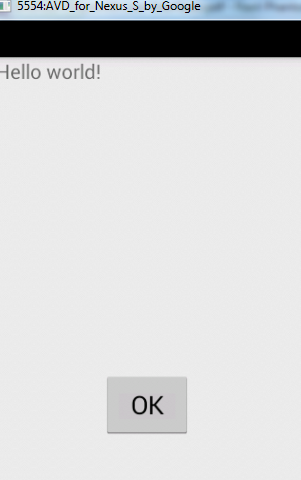 5554:AVD_for_Nexus_S_by_Google
Hello world!
OK